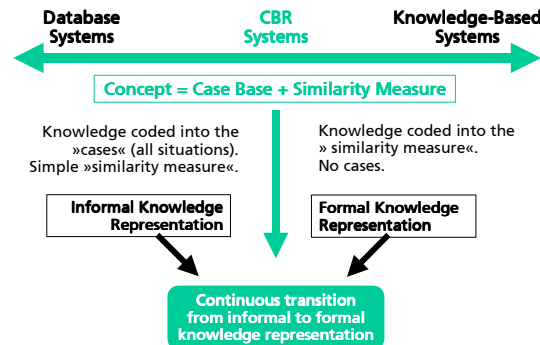 Database
Systems
CBR
Systems
Knowledge-Based
Systems
Concept = Case Base + Similarity Measure
Knowledge coded into the
»cases« (all situations).
Simple »similarity measure«.
Knowledge coded into the
» similarity measure«.
No cases.
Informal Knowledge
Representation
Formal Knowledge
Representation
Continuous transition
from informal to formal
knowledge representation